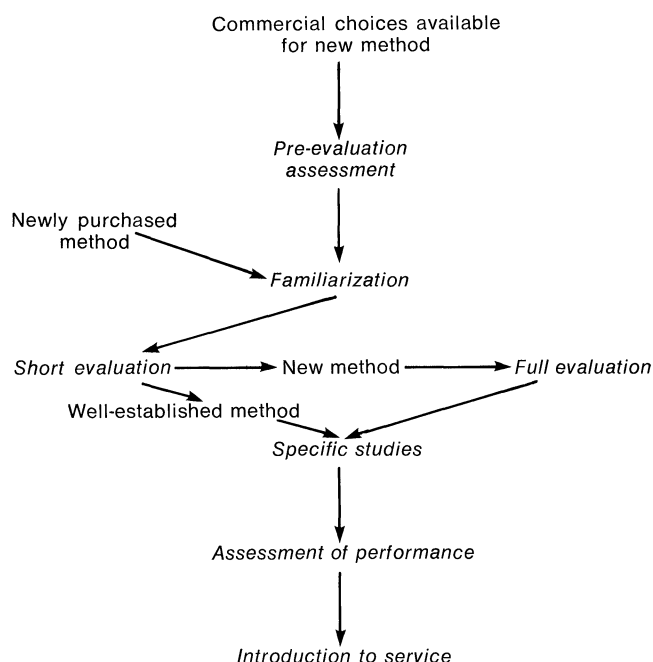 Commercial choices available
for new method
Pre-evaluation
assessment
Newly purchased
method
Familiarization
Short evaluation
New method
Full evaluation
Well-established method
Specific studies
Assessment of performance
Introduction to service